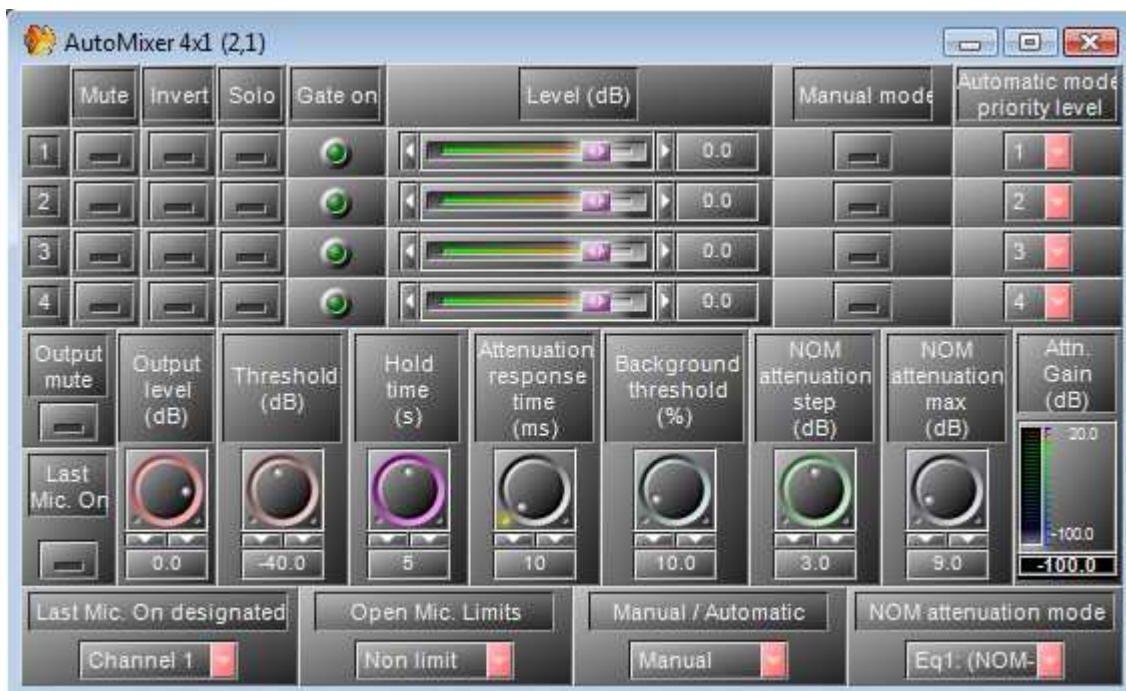 AutoMixer 4x1 (2,1)
Mute Invert Solo Gate on Level (dB) Manual mode Automatic mode
priority level
1 0.0 1
2 0.0 2
3 0.0 3
4 0.0 4
Output
mute
Output
level
(dB)
Threshold
(dB)
Hold
time
(s)
Attenuation
response
time
(ms)
Background
threshold
(%)
NOM
attenuation
step
(dB)
NOM
attenuation
max
(dB)
Attn.
Gain
(dB)
20.0
-100.0
Last
Mic. On
0.0 -40.0 5 10 10.0 3.0 9.0 -100.0
Last Mic. On designated Open Mic. Limits Manual / Automatic NOM attenuation mode
Channel 1 Non limit Manual Eq1: (NOM-